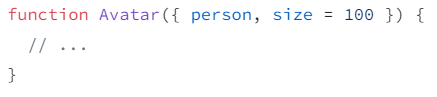 function Avatar({ person, size = 100 }) {
  // ...
}